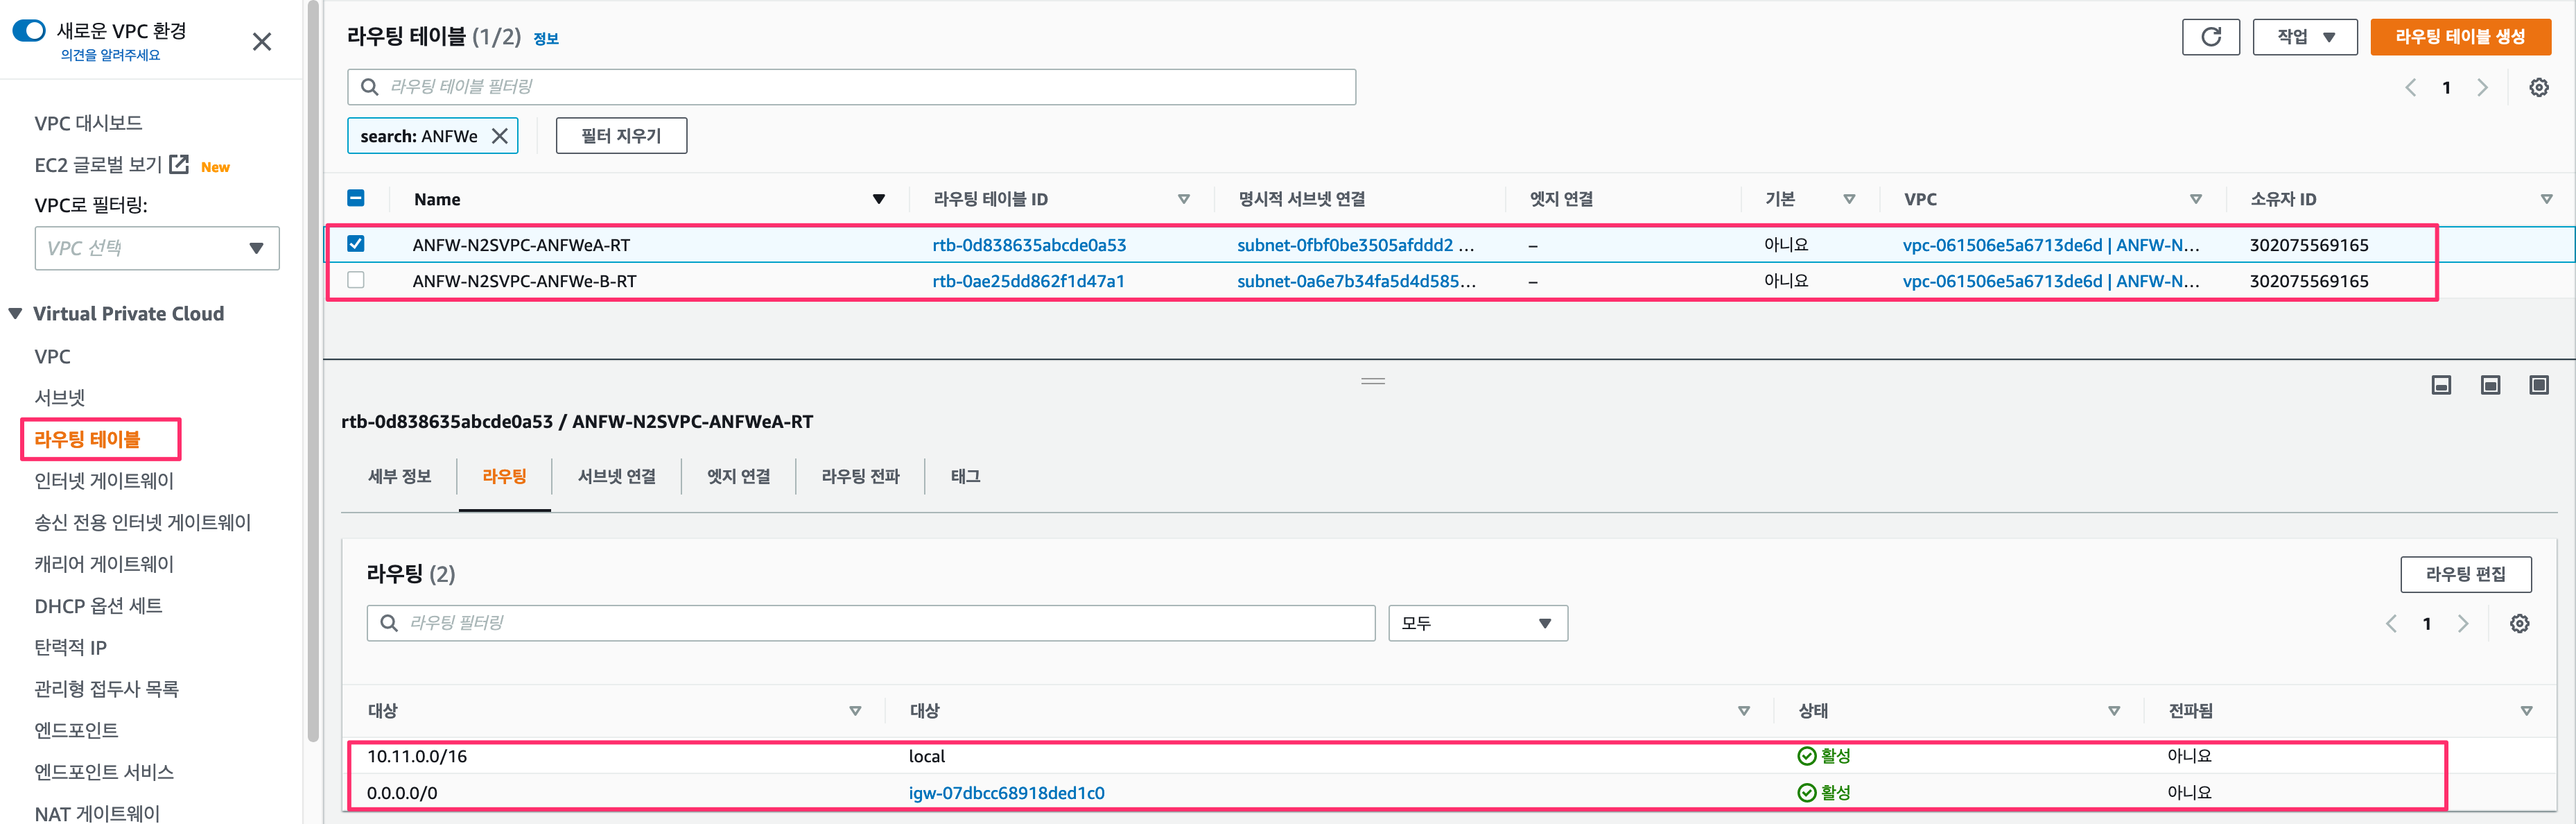 새로운 VPC 환경
의견을 알려주세요
VPC 대시보드
EC2 글로벌 보기 New
VPC로 필터링:
VPC 선택
Virtual Private Cloud
VPC
서브넷
라우팅 테이블
인터넷 게이트웨이
송신 전용 인터넷 게이트웨이
캐리어 게이트웨이
DHCP 옵션 세트
탄력적 IP
관리형 접두사 목록
엔드포인트
엔드포인트 서비스
NAT 게이트웨이
라우팅 테이블 (1/2) 정보
작업
라우팅 테이블 생성
라우팅 테이블 필터링
1
search: ANFWe
필터 지우기
Name 라우팅 테이블 ID 명시적 서브넷 연결 엣지 연결 기본 VPC 소유자 ID
ANFW-N2SVPC-ANFWeA-RT rtb-0d838635abcde0a53 subnet-0fbf0be3505afddd2 ... – 아니요 vpc-061506e5a6713de6d | ANFW-N... 302075569165
ANFW-N2SVPC-ANFWe-B-RT rtb-0ae25dd862f1d47a1 subnet-0a6e7b34fa5d4d585... – 아니요 vpc-061506e5a6713de6d | ANFW-N... 302075569165
rtb-0d838635abcde0a53 / ANFW-N2SVPC-ANFWeA-RT
세부 정보 라우팅 서브넷 연결 엣지 연결 라우팅 전파 태그
라우팅 (2)
라우팅 편집
라우팅 필터링
모두
1
대상 대상 상태 전파됨
10.11.0.0/16 local 활성 아니요
0.0.0.0/0 igw-07dbcc68918ded1c0 활성 아니요